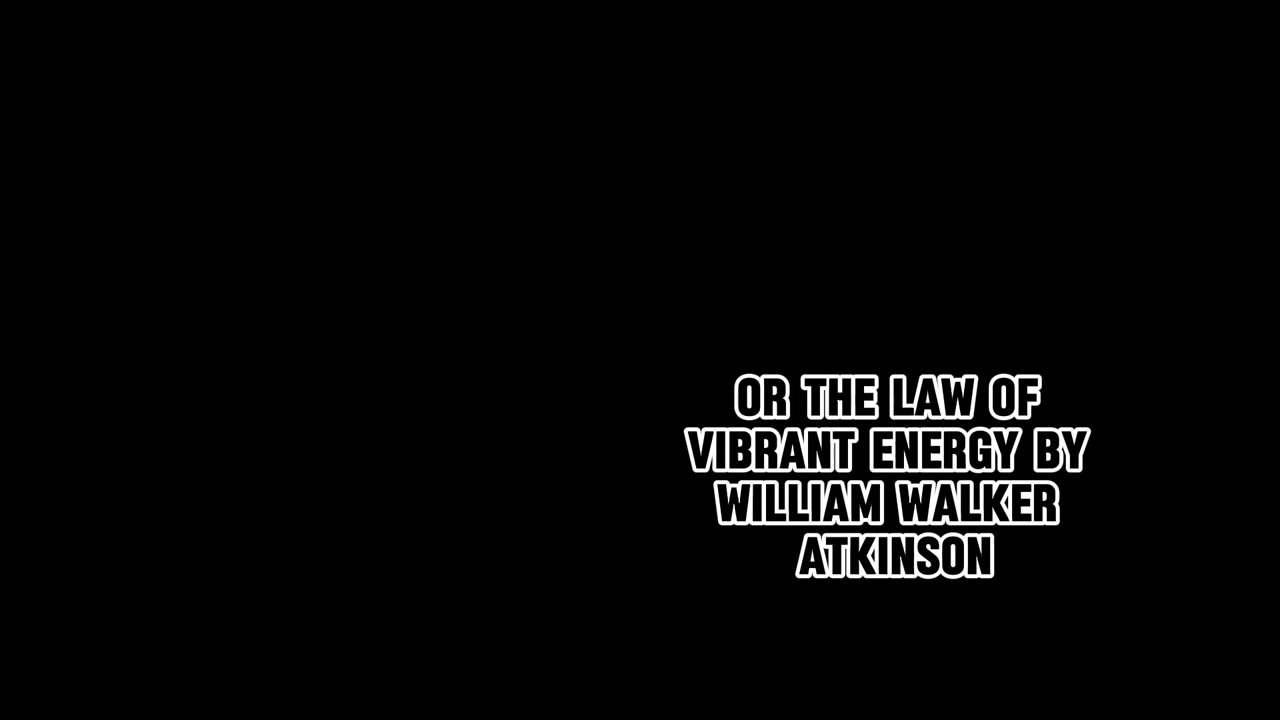 OR THE LAW OF
VIBRANT ENERGY BY
WILLIAM WALKER
ATKINSON